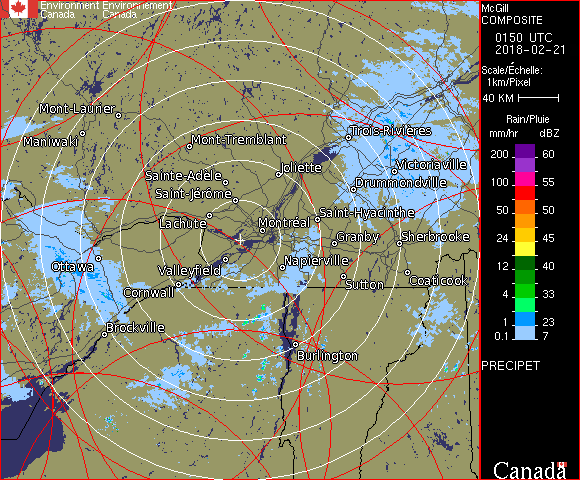 Environment Environnement
Canada Canada
McGill
COMPOSITE
0150 UTC
2018-02-21
Scale/Échelle:
1km/Pixel
40 KM
Rain/Pluie
mm/hr dBZ
200 60
100 55
50 50
24 45
12 40
4 33
1 23
0.1 7
PRECIPET
Canada
Mont-Laurier
Maniwaki
Mont-Tremblant
Trois-Rivières
Joliette
Victoriaville
Sainte-Adèle
Drummondville
Saint-Jérôme
Saint-Hyacinthe
Lachute
Montréal
Granby
Sherbrooke
Ottawa
Valleyfield
Napierville
Sutton
Coaticook
Cornwall
Brockville
Burlington